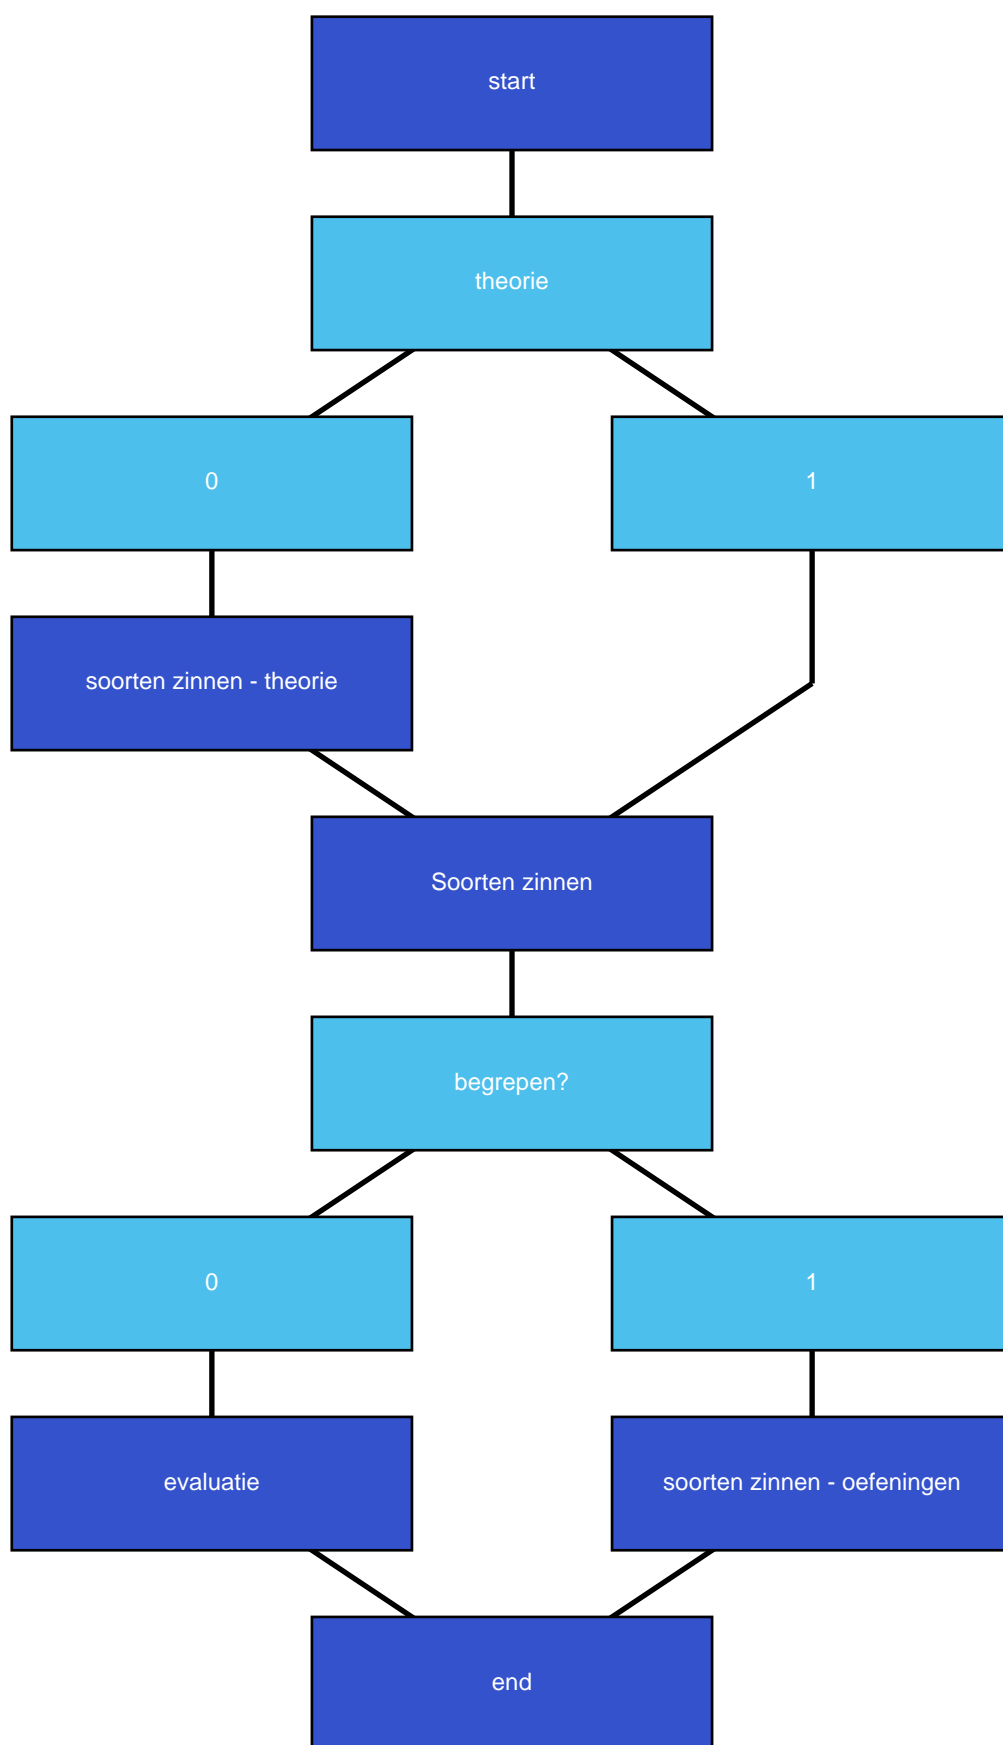 start
theorie
0
1
soorten zinnen - theorie
Soorten zinnen
begrepen?
0
1
evaluatie
soorten zinnen - oefeningen
end